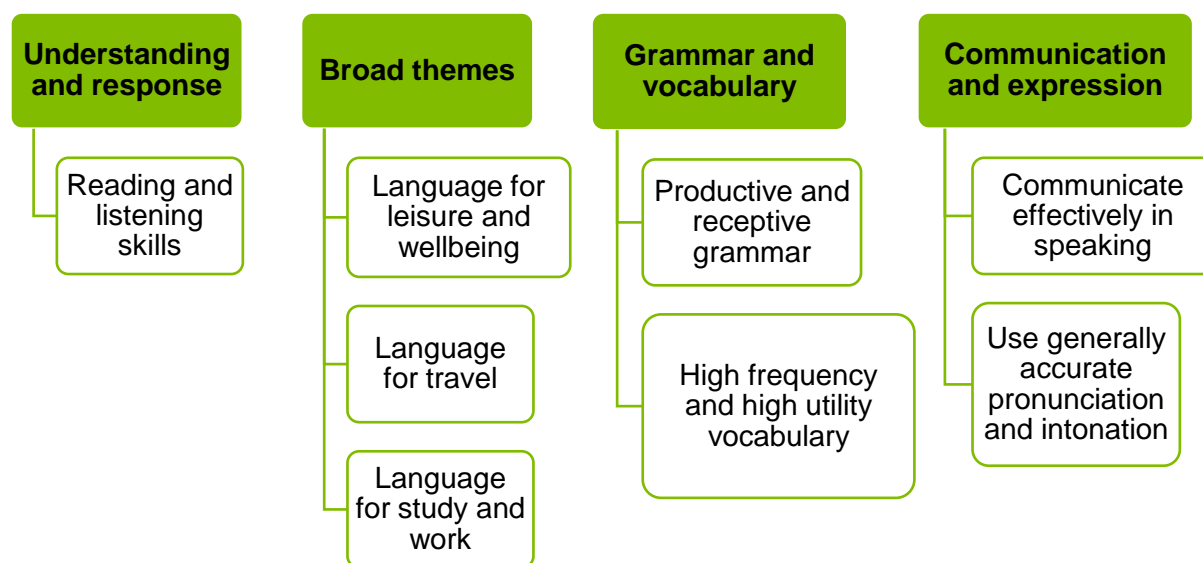 Understanding
and response
Reading and
listening
skills
Broad themes
Language for
leisure and
wellbeing
Language
for travel
Language
for study and
work
Grammar and
vocabulary
Productive and
receptive
grammar
High frequency
and high utility
vocabulary
Communication
and expression
Communicate
effectively in
speaking
Use generally
accurate
pronunciation
and intonation